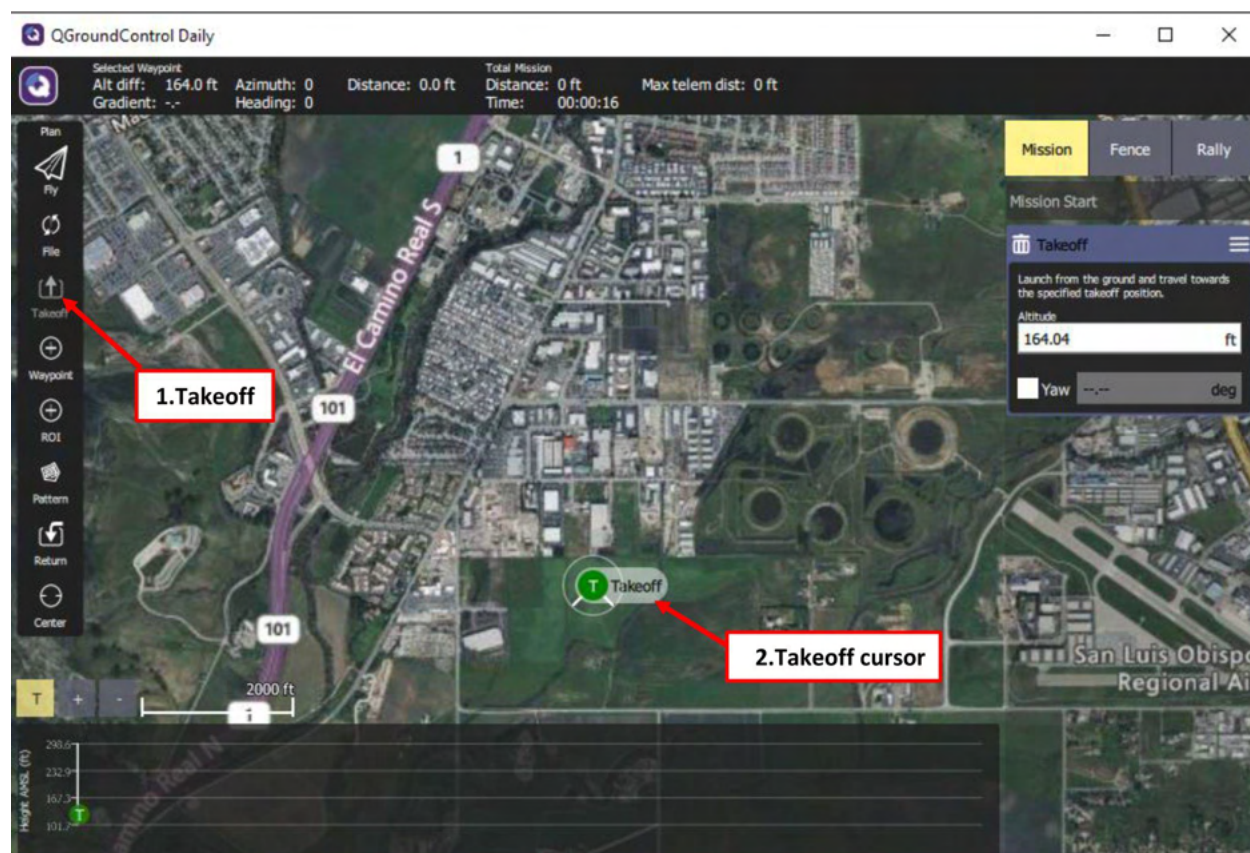 QGroundControl Daily
Selected Waypoint
Alt diff: 164.0 ft Azimuth: 0 Distance: 0.0 ft
Gradient: -.- Heading: 0
Total Mission
Distance: 0 ft Max telem dist: 0 ft
Time: 00:00:16
Plan
Fly
File
Takeoff
Waypoint
ROI
Pattern
Return
Center
Mission Fence Rally
Mission Start
Takeoff
Launch from the ground and travel towards
the specified takeoff position.
Altitude
164.04 ft
Yaw --.-- deg
1
El Camino Real S
101
1.Takeoff
T Takeoff
2.Takeoff cursor
101
San Luis Obispo
Regional Ai
T + -
2000 ft
1
Camino Real N
Height AMSL (ft)
298.6
232.9
167.3
101.7
T